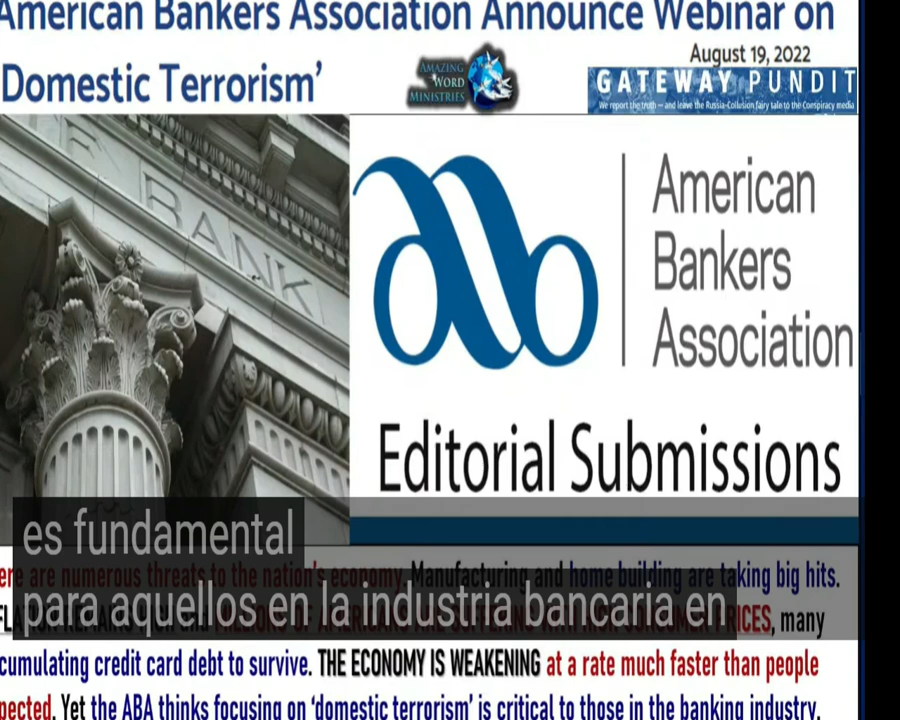 American Bankers Association Announce Webinar on
'Domestic Terrorism'
AMAZING
WORD
MINISTRIES
August 19, 2022
GATEWAY PUNDIT
We report the truth — and leave the Russia-Collusion fairy tale to the Conspiracy media
BANK
American
Bankers
Association
Editorial Submissions
es fundamental
ere are numerous threats to the nation's economy. Manufacturing and home building are taking big hits.
para aquellos en la industria bancaria en
PRICES, many
cumulating credit card debt to survive. THE ECONOMY IS WEAKENING at a rate much faster than people
pected. Yet the ABA thinks focusing on 'domestic terrorism' is critical to those in the banking industry.